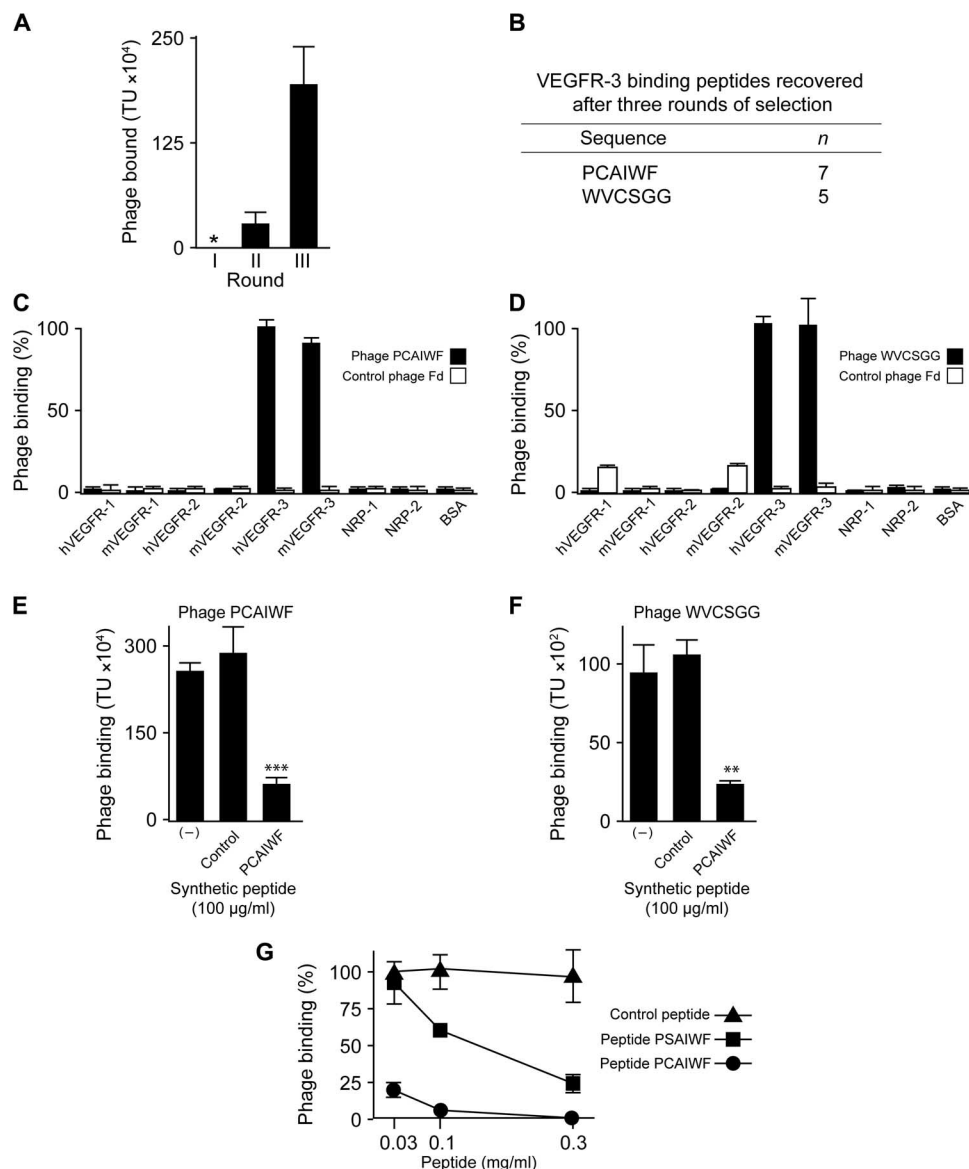 A
Phage bound (TU ×10⁴)
250
125
0
*
I II III
Round
B
VEGFR-3 binding peptides recovered
after three rounds of selection
Sequence n
PCAIWF 7
WVCSGG 5
C
Phage binding (%)
100
50
0
Phage PCAIWF
Control phage Fd
hVEGFR-1
mVEGFR-1
hVEGFR-2
mVEGFR-2
hVEGFR-3
mVEGFR-3
NRP-1
NRP-2
BSA
D
Phage binding (%)
100
50
0
Phage WVCSGG
Control phage Fd
hVEGFR-1
mVEGFR-1
hVEGFR-2
mVEGFR-2
hVEGFR-3
mVEGFR-3
NRP-1
NRP-2
BSA
E
Phage PCAIWF
Phage binding (TU ×10⁴)
300
150
0
***
(−)
Control
PCAIWF
Synthetic peptide
(100 µg/ml)
F
Phage WVCSGG
Phage binding (TU ×10²)
100
50
0
**
(−)
Control
PCAIWF
Synthetic peptide
(100 µg/ml)
G
Phage binding (%)
100
75
50
25
0
Control peptide
Peptide PSAIWF
Peptide PCAIWF
0.03 0.1 0.3
Peptide (mg/ml)